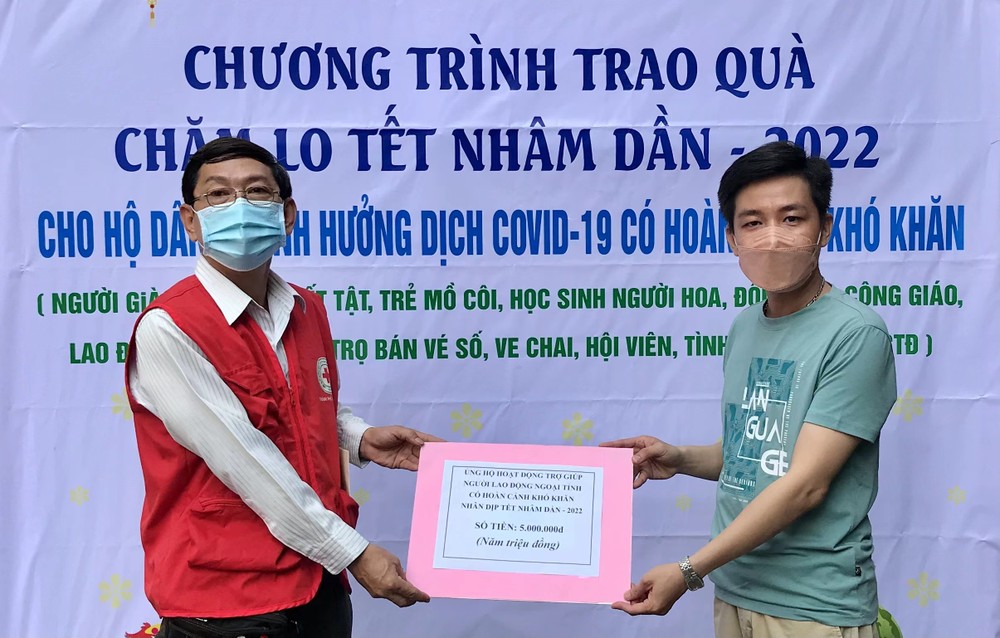 CHƯƠNG TRÌNH TRAO QUÀ
CHĂM LO TẾT NHÂM DẦN - 2022
CHO HỘ DÂ NH HƯỞNG DỊCH COVID-19 CÓ HOÀN KHÓ KHĂN
( NGƯỜI GIÀ ẾT TẬT, TRẺ MỒ CÔI, HỌC SINH NGƯỜI HOA, ĐỒ CÔNG GIÁO,
LAO Đ TRỌ BÁN VÉ SỐ, VE CHAI, HỘI VIÊN, TÌNH CTĐ )
LAN
GUA
GE
ỦNG HỘ HOẠT ĐỘNG TRỢ GIÚP
NGƯỜI LAO ĐỘNG NGOẠI TỈNH
CÓ HOÀN CẢNH KHÓ KHĂN
NHÂN DỊP TẾT NHÂM DẦN - 2022
SỐ TIỀN: 5.000.000đ
(Năm triệu đồng)